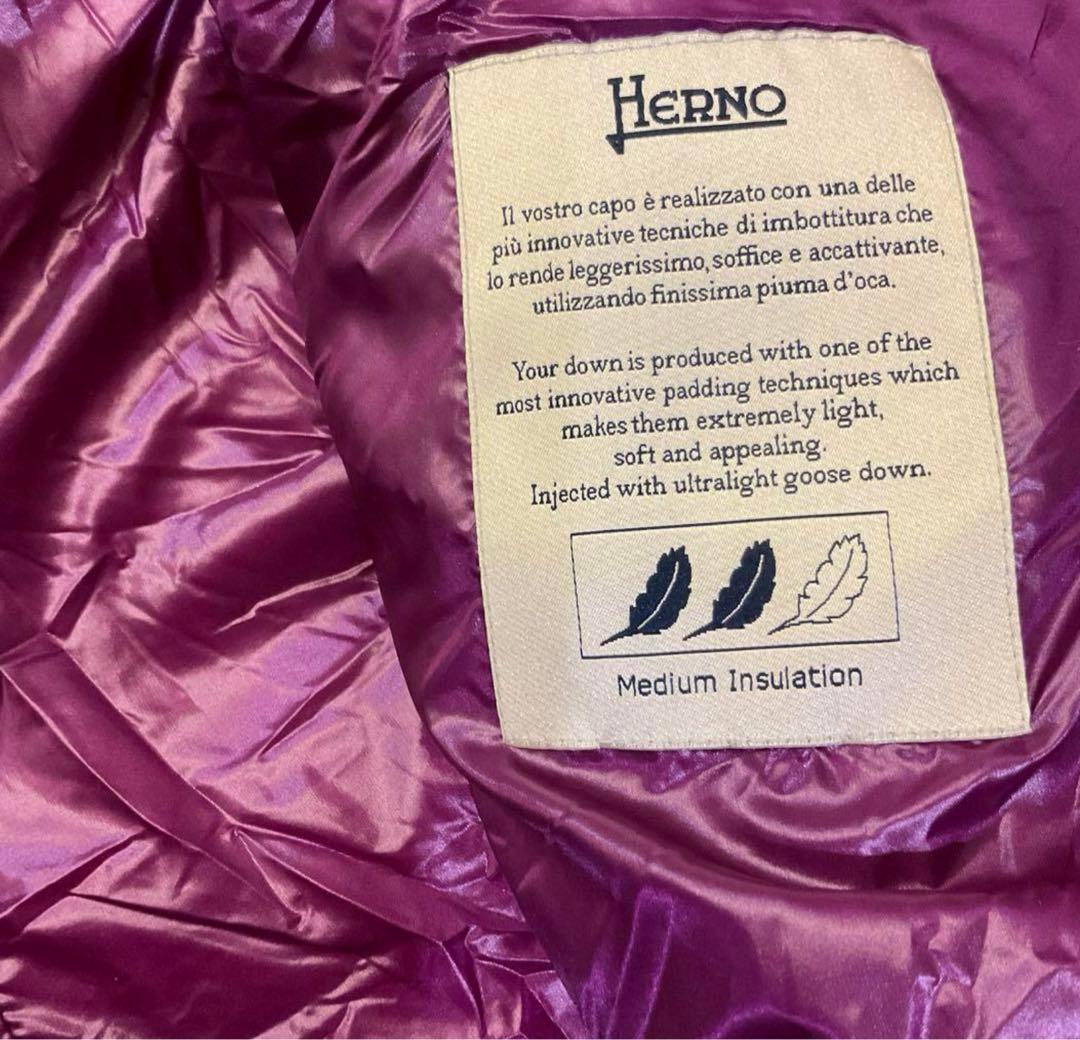 HERNO
Il vostro capo è realizzato con una delle
più innovative tecniche di imbottitura che
lo rende leggerissimo, soffice e accattivante,
utilizzando finissima piuma d'oca.
Your down is produced with one of the
most innovative padding techniques which
makes them extremely light,
soft and appealing.
Injected with ultralight goose down.
Medium Insulation